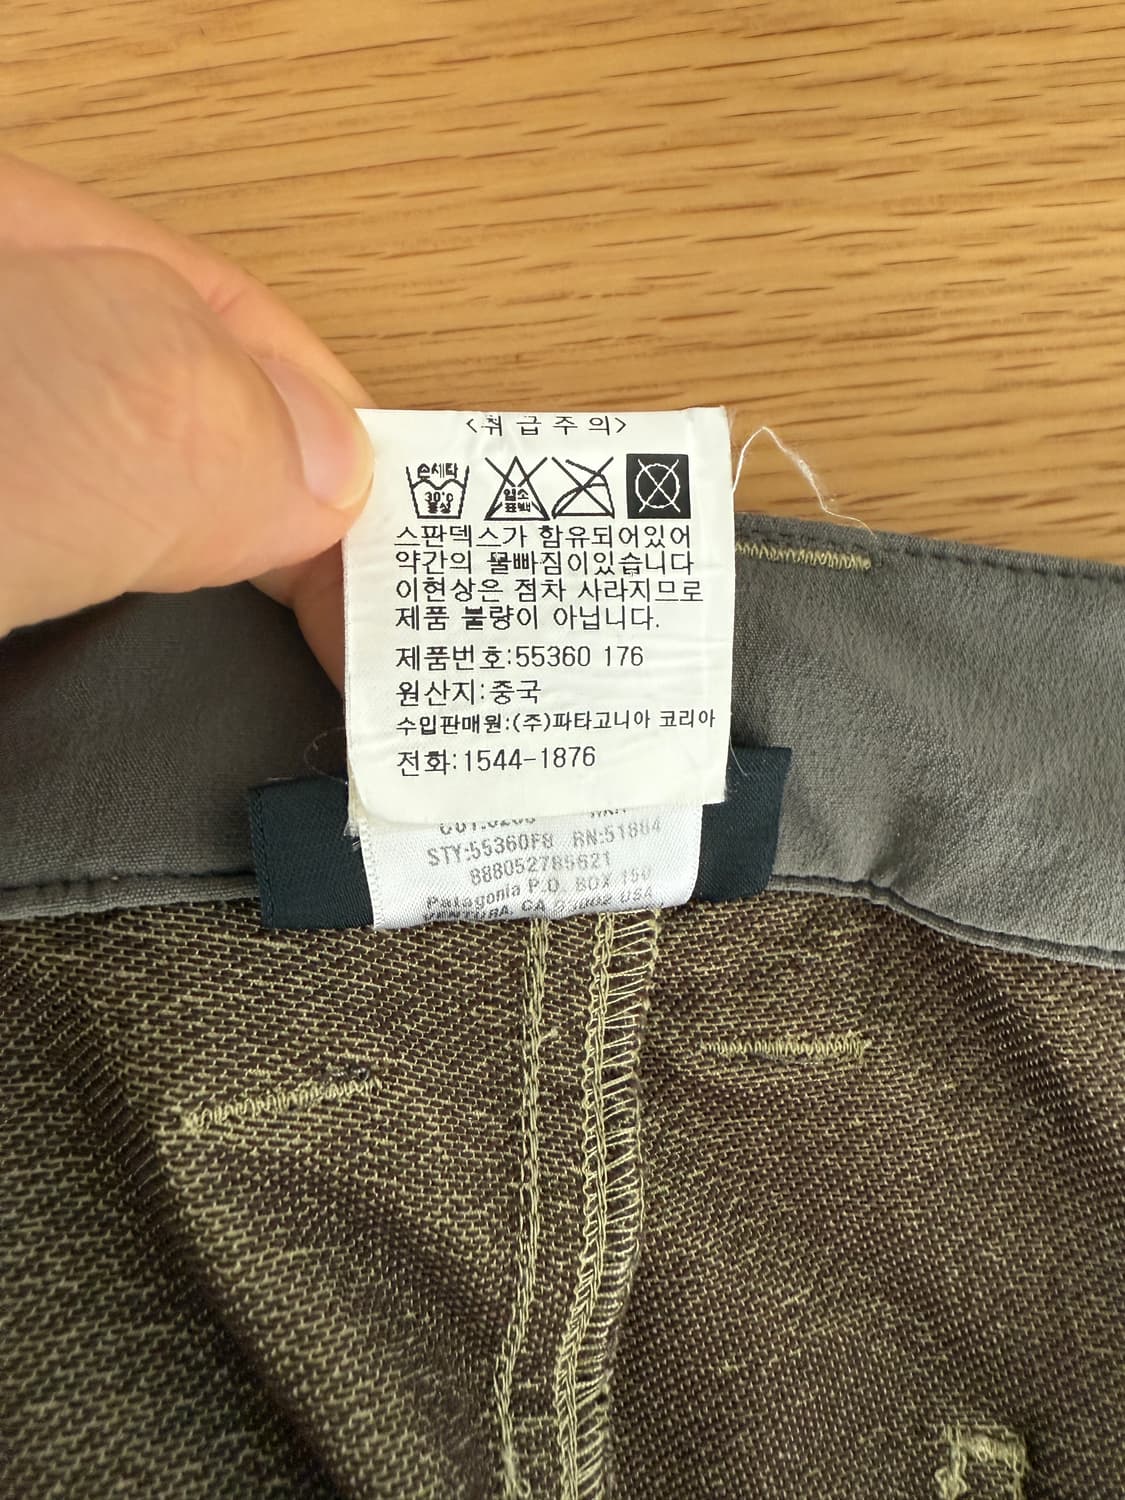 <취급주의>
손세탁
30℃
중성
염소
표백
스판덱스가 함유되어있어
약간의 물빠짐이있습니다
이현상은 점차 사라지므로
제품 불량이 아닙니다.
제품번호:55360 176
원산지:중국
수입판매원:(주)파타고니아 코리아
전화:1544-1876
STY:55360F8 RN:51884
888052785621
Patagonia P.O. BOX 150
VENTURA, CA USA